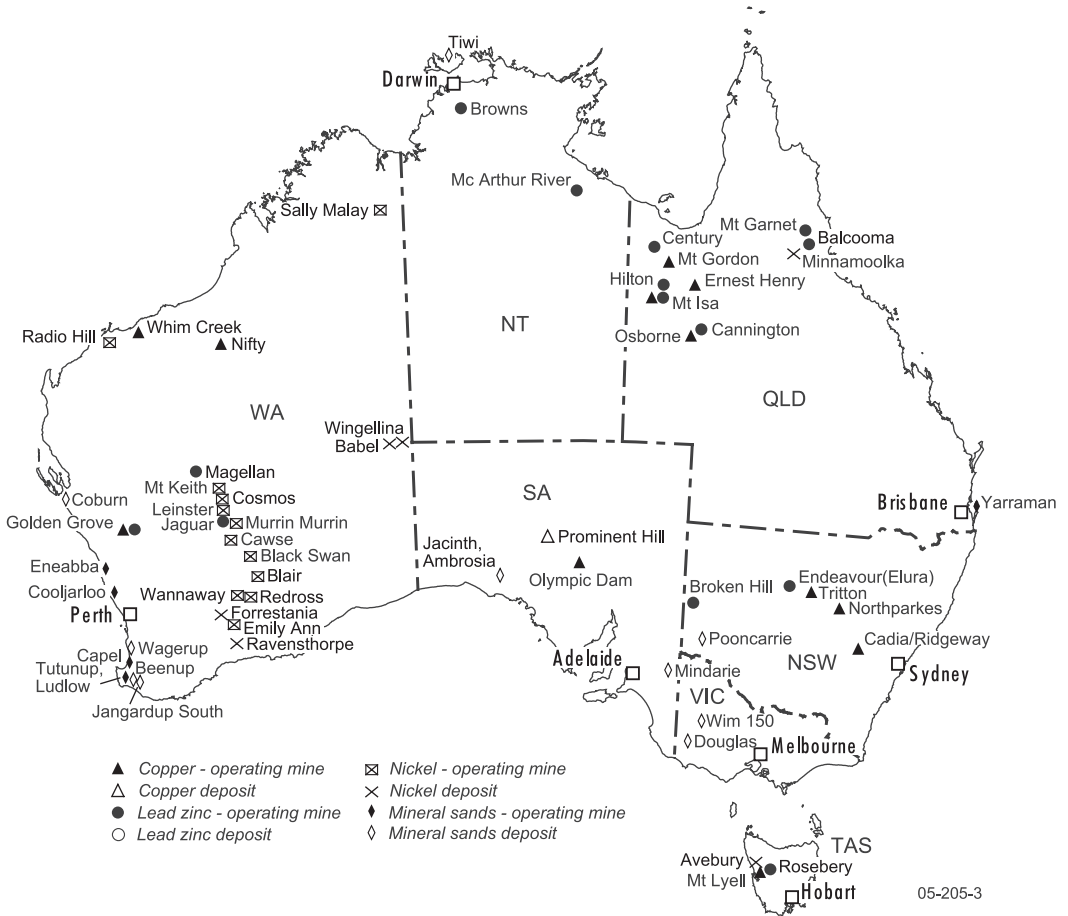 Tiwi
Darwin
Browns
Mc Arthur River
Sally Malay
Mt Garnet
Balcooma
Century
Minnamoolka
Mt Gordon
Hilton
Ernest Henry
Mt Isa
Radio Hill
Whim Creek
Nifty
NT
Osborne
Cannington
WA
QLD
Wingellina
Babel
Magellan
Mt Keith
Coburn
Cosmos
Leinster
SA
Brisbane
Yarraman
Golden Grove
Jaguar
Murrin Murrin
Cawse
Prominent Hill
Jacinth,
Ambrosia
Black Swan
Eneabba
Blair
Olympic Dam
Broken Hill
Endeavour(Elura)
Tritton
Cooljarloo
Wannaway
Redross
Northparkes
Perth
Forrestania
Emily Ann
Ravensthorpe
Pooncarrie
Cadia/Ridgeway
Wagerup
Capel
Beenup
Tutunup,
Ludlow
Adelaide
Mindarie
NSW
Sydney
Jangardup South
VIC
Wim 150
Douglas
Melbourne
Copper - operating mine
Copper deposit
Lead zinc - operating mine
Lead zinc deposit
Nickel - operating mine
Nickel deposit
Mineral sands - operating mine
Mineral sands deposit
TAS
Avebury
Rosebery
Mt Lyell
Hobart
05-205-3